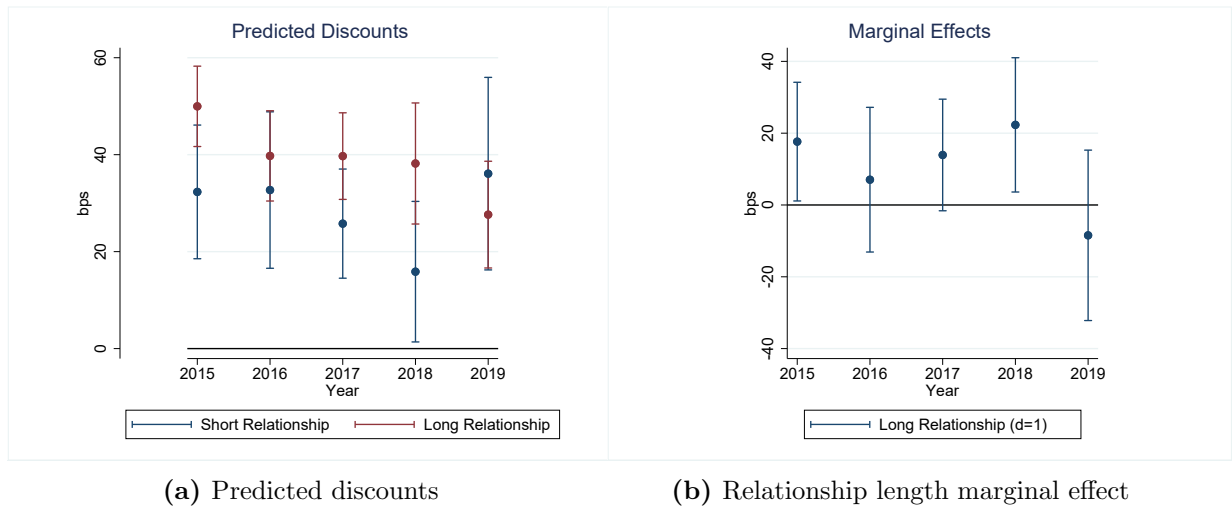 Predicted Discounts
60
40
20
0
bps
2015 2016 2017 2018 2019
Year
Short Relationship Long Relationship
(a) Predicted discounts
Marginal Effects
40
20
0
-20
-40
bps
2015 2016 2017 2018 2019
Year
Long Relationship (d=1)
(b) Relationship length marginal effect